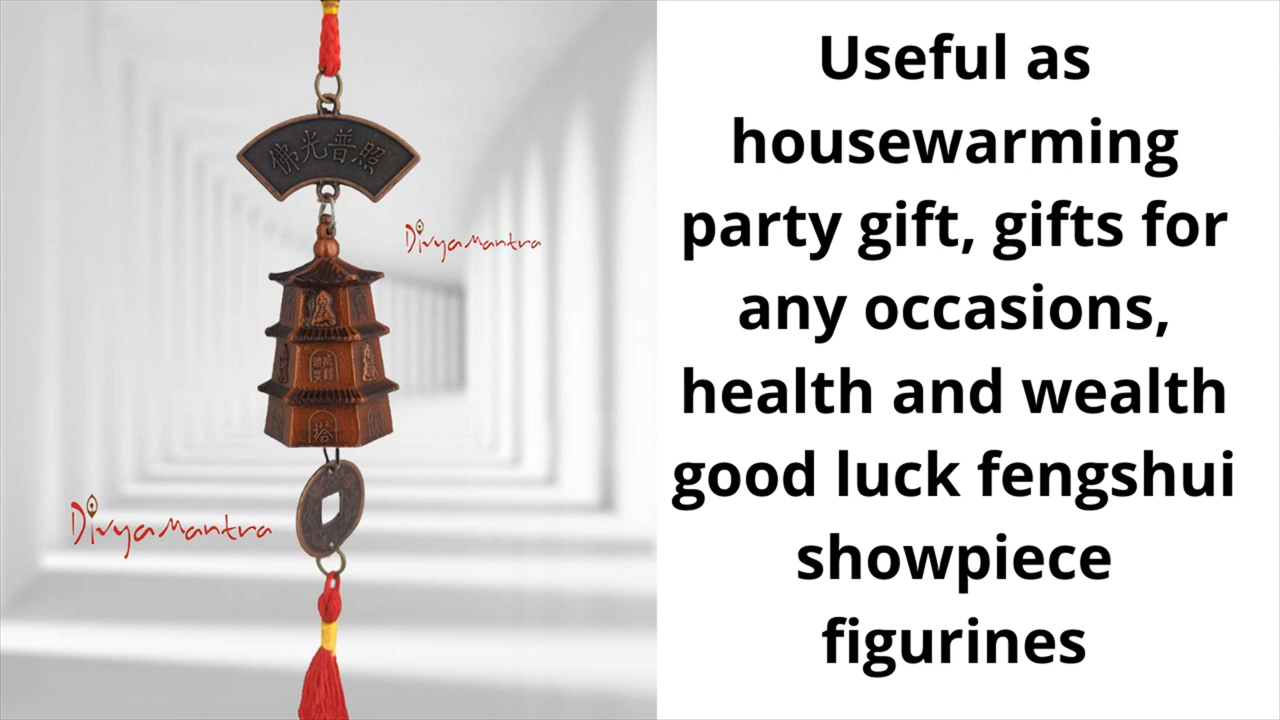 佛光普照
DivyaMantra
塔
DivyaMantra
Useful as
housewarming
party gift, gifts for
any occasions,
health and wealth
good luck fengshui
showpiece
figurines